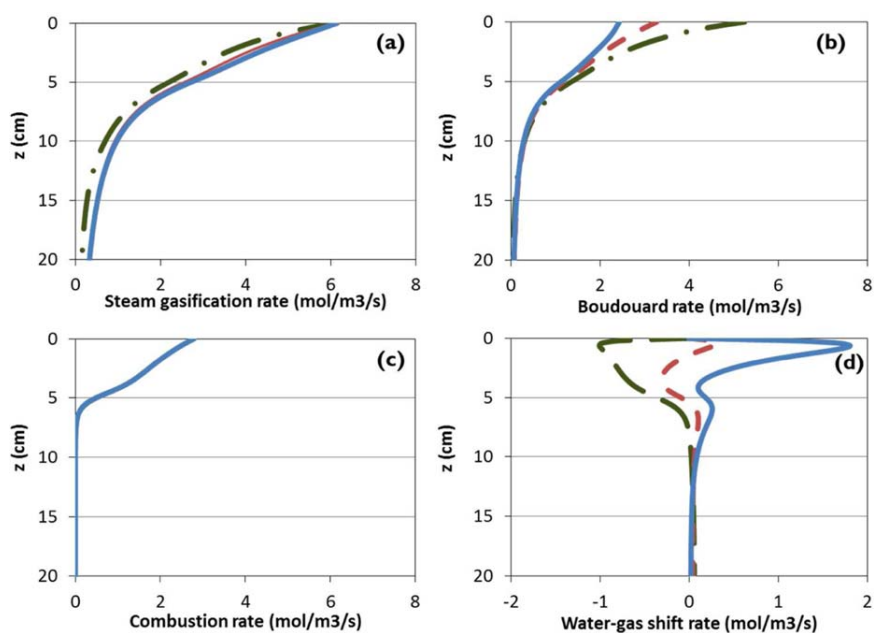 0
5
10
15
20
z (cm)
(a)
0 2 4 6 8
Steam gasification rate (mol/m3/s)
0
5
10
15
20
z (cm)
(b)
0 2 4 6 8
Boudouard rate (mol/m3/s)
0
5
10
15
20
z (cm)
(c)
0 2 4 6 8
Combustion rate (mol/m3/s)
0
5
10
15
20
z (cm)
(d)
-2 -1 0 1 2
Water-gas shift rate (mol/m3/s)